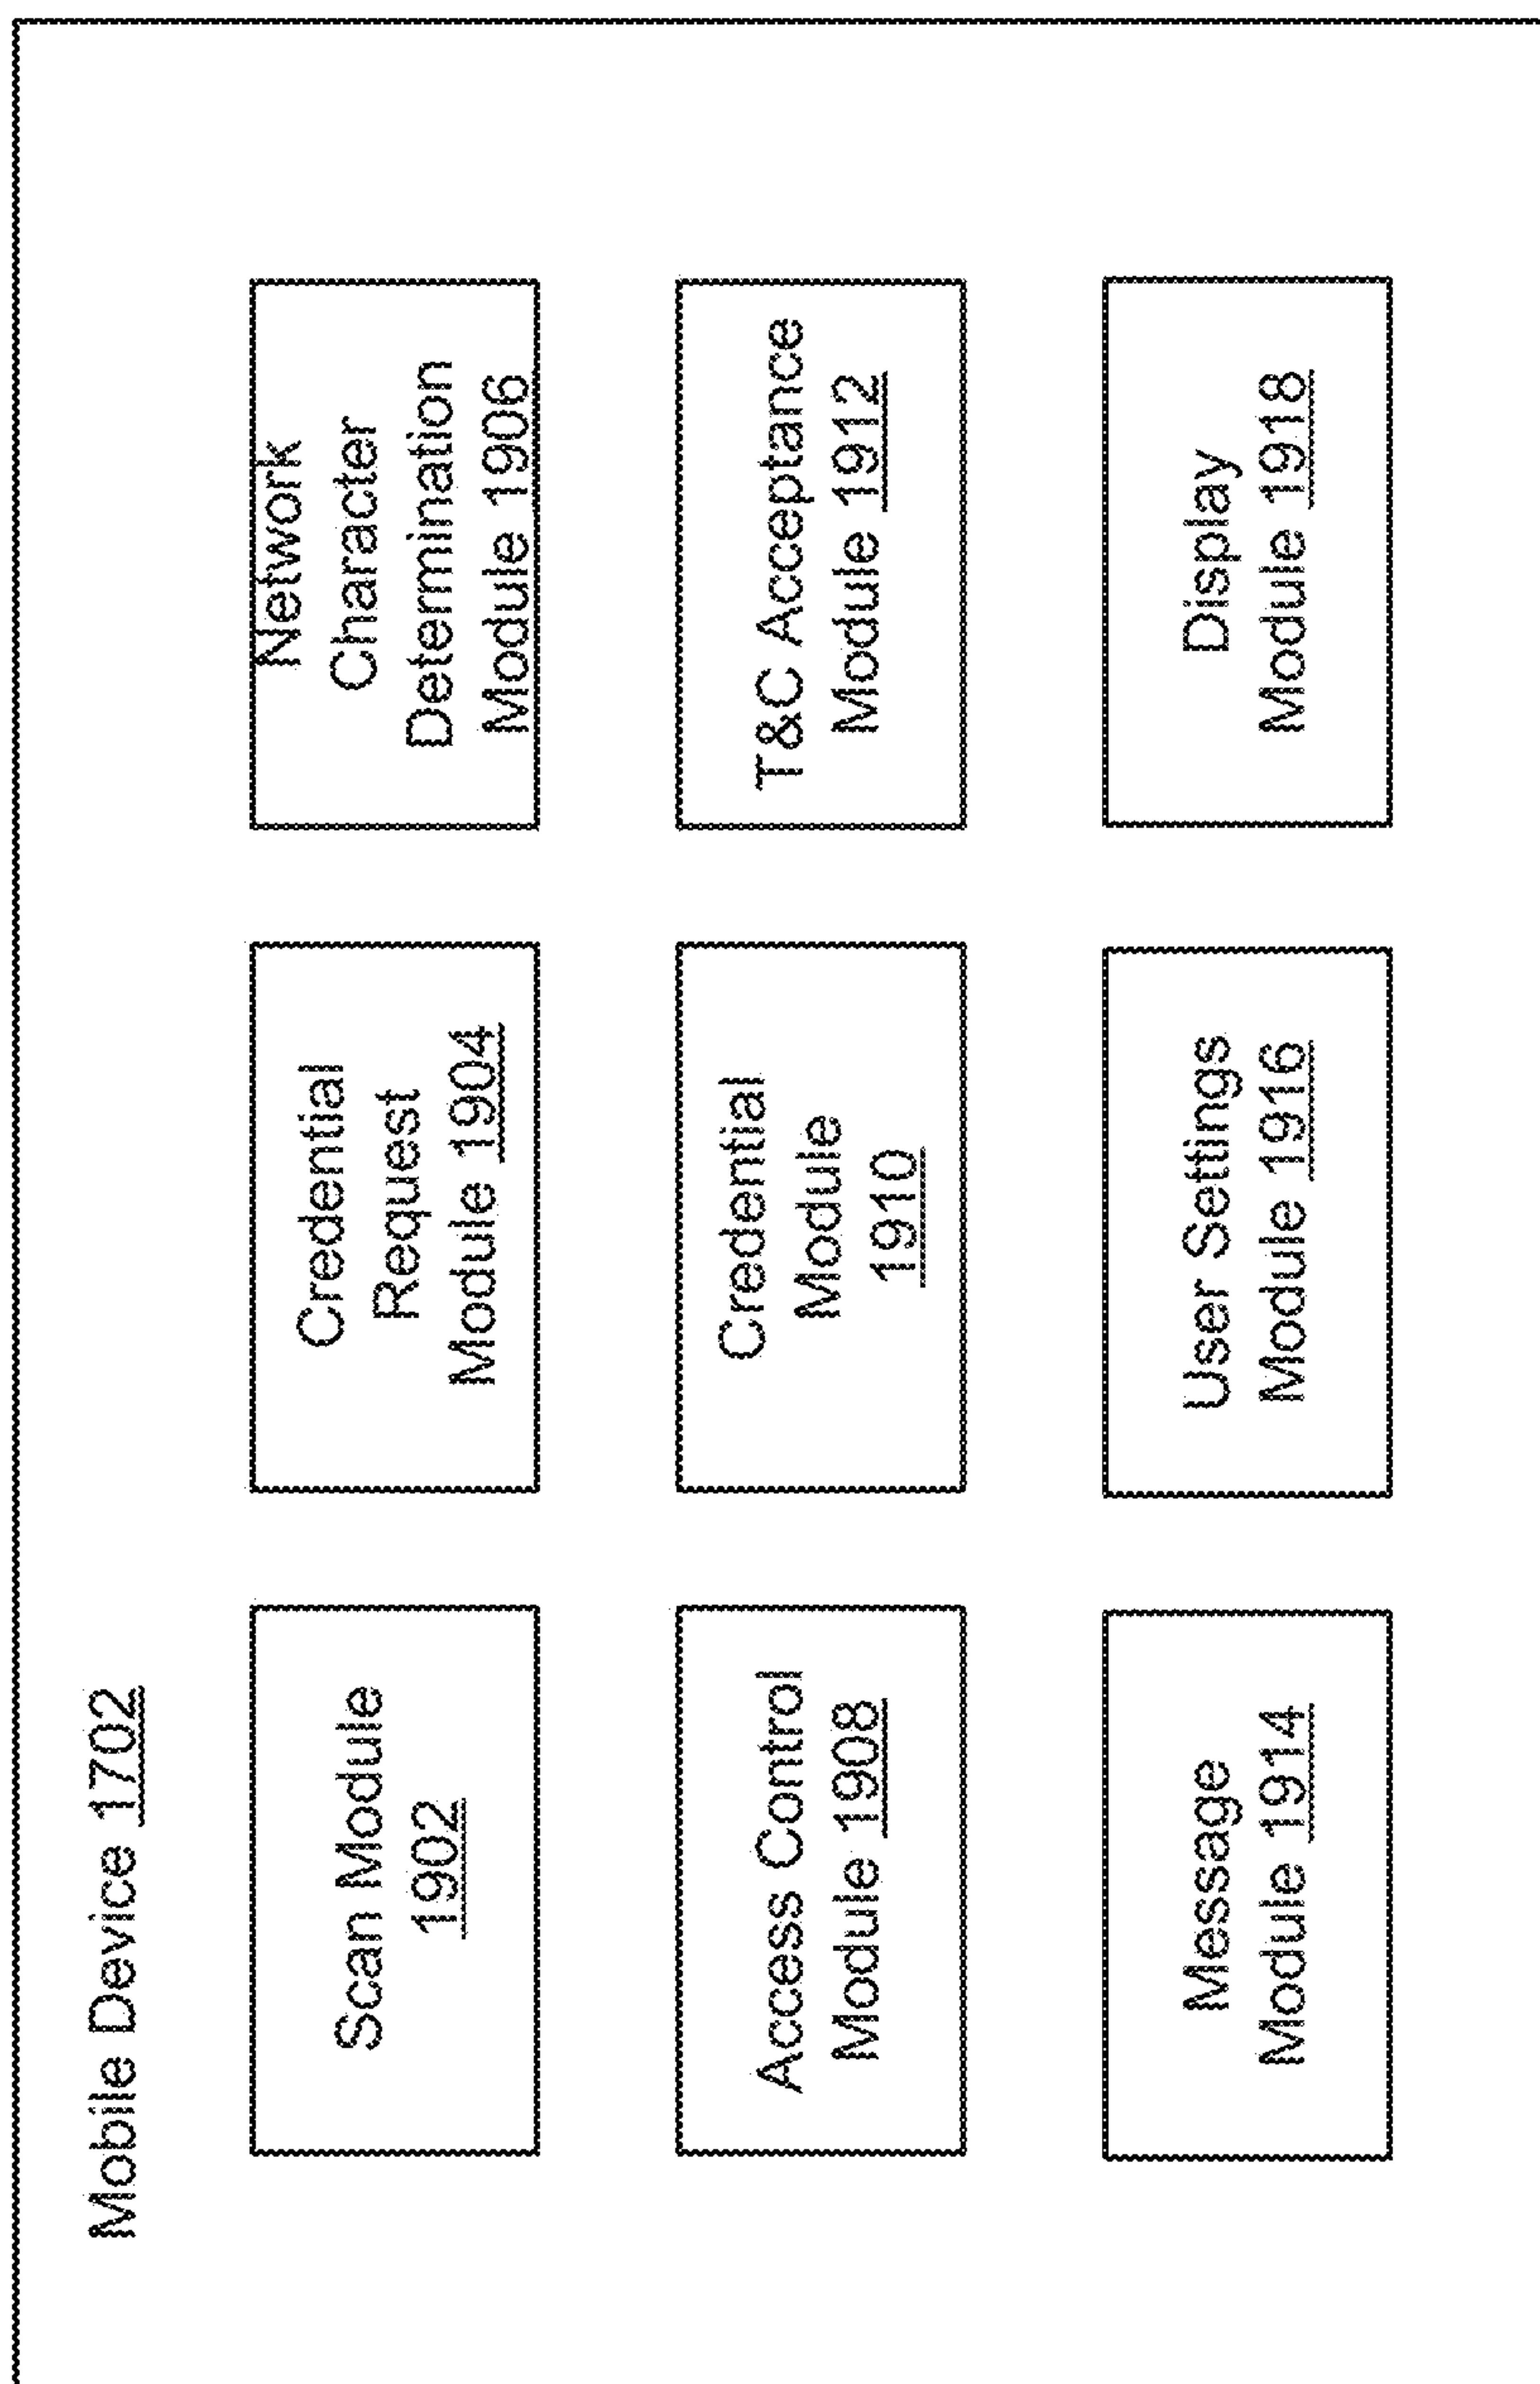 Mobile Device 1702
Scan Module
1902
Credential
Request
Module 1904
Network
Character
Determination
Module 1906
Access Control
Module 1908
Credential
Module
1910
T&C Acceptance
Module 1912
Message
Module 1914
User Settings
Module 1916
Display
Module 1918